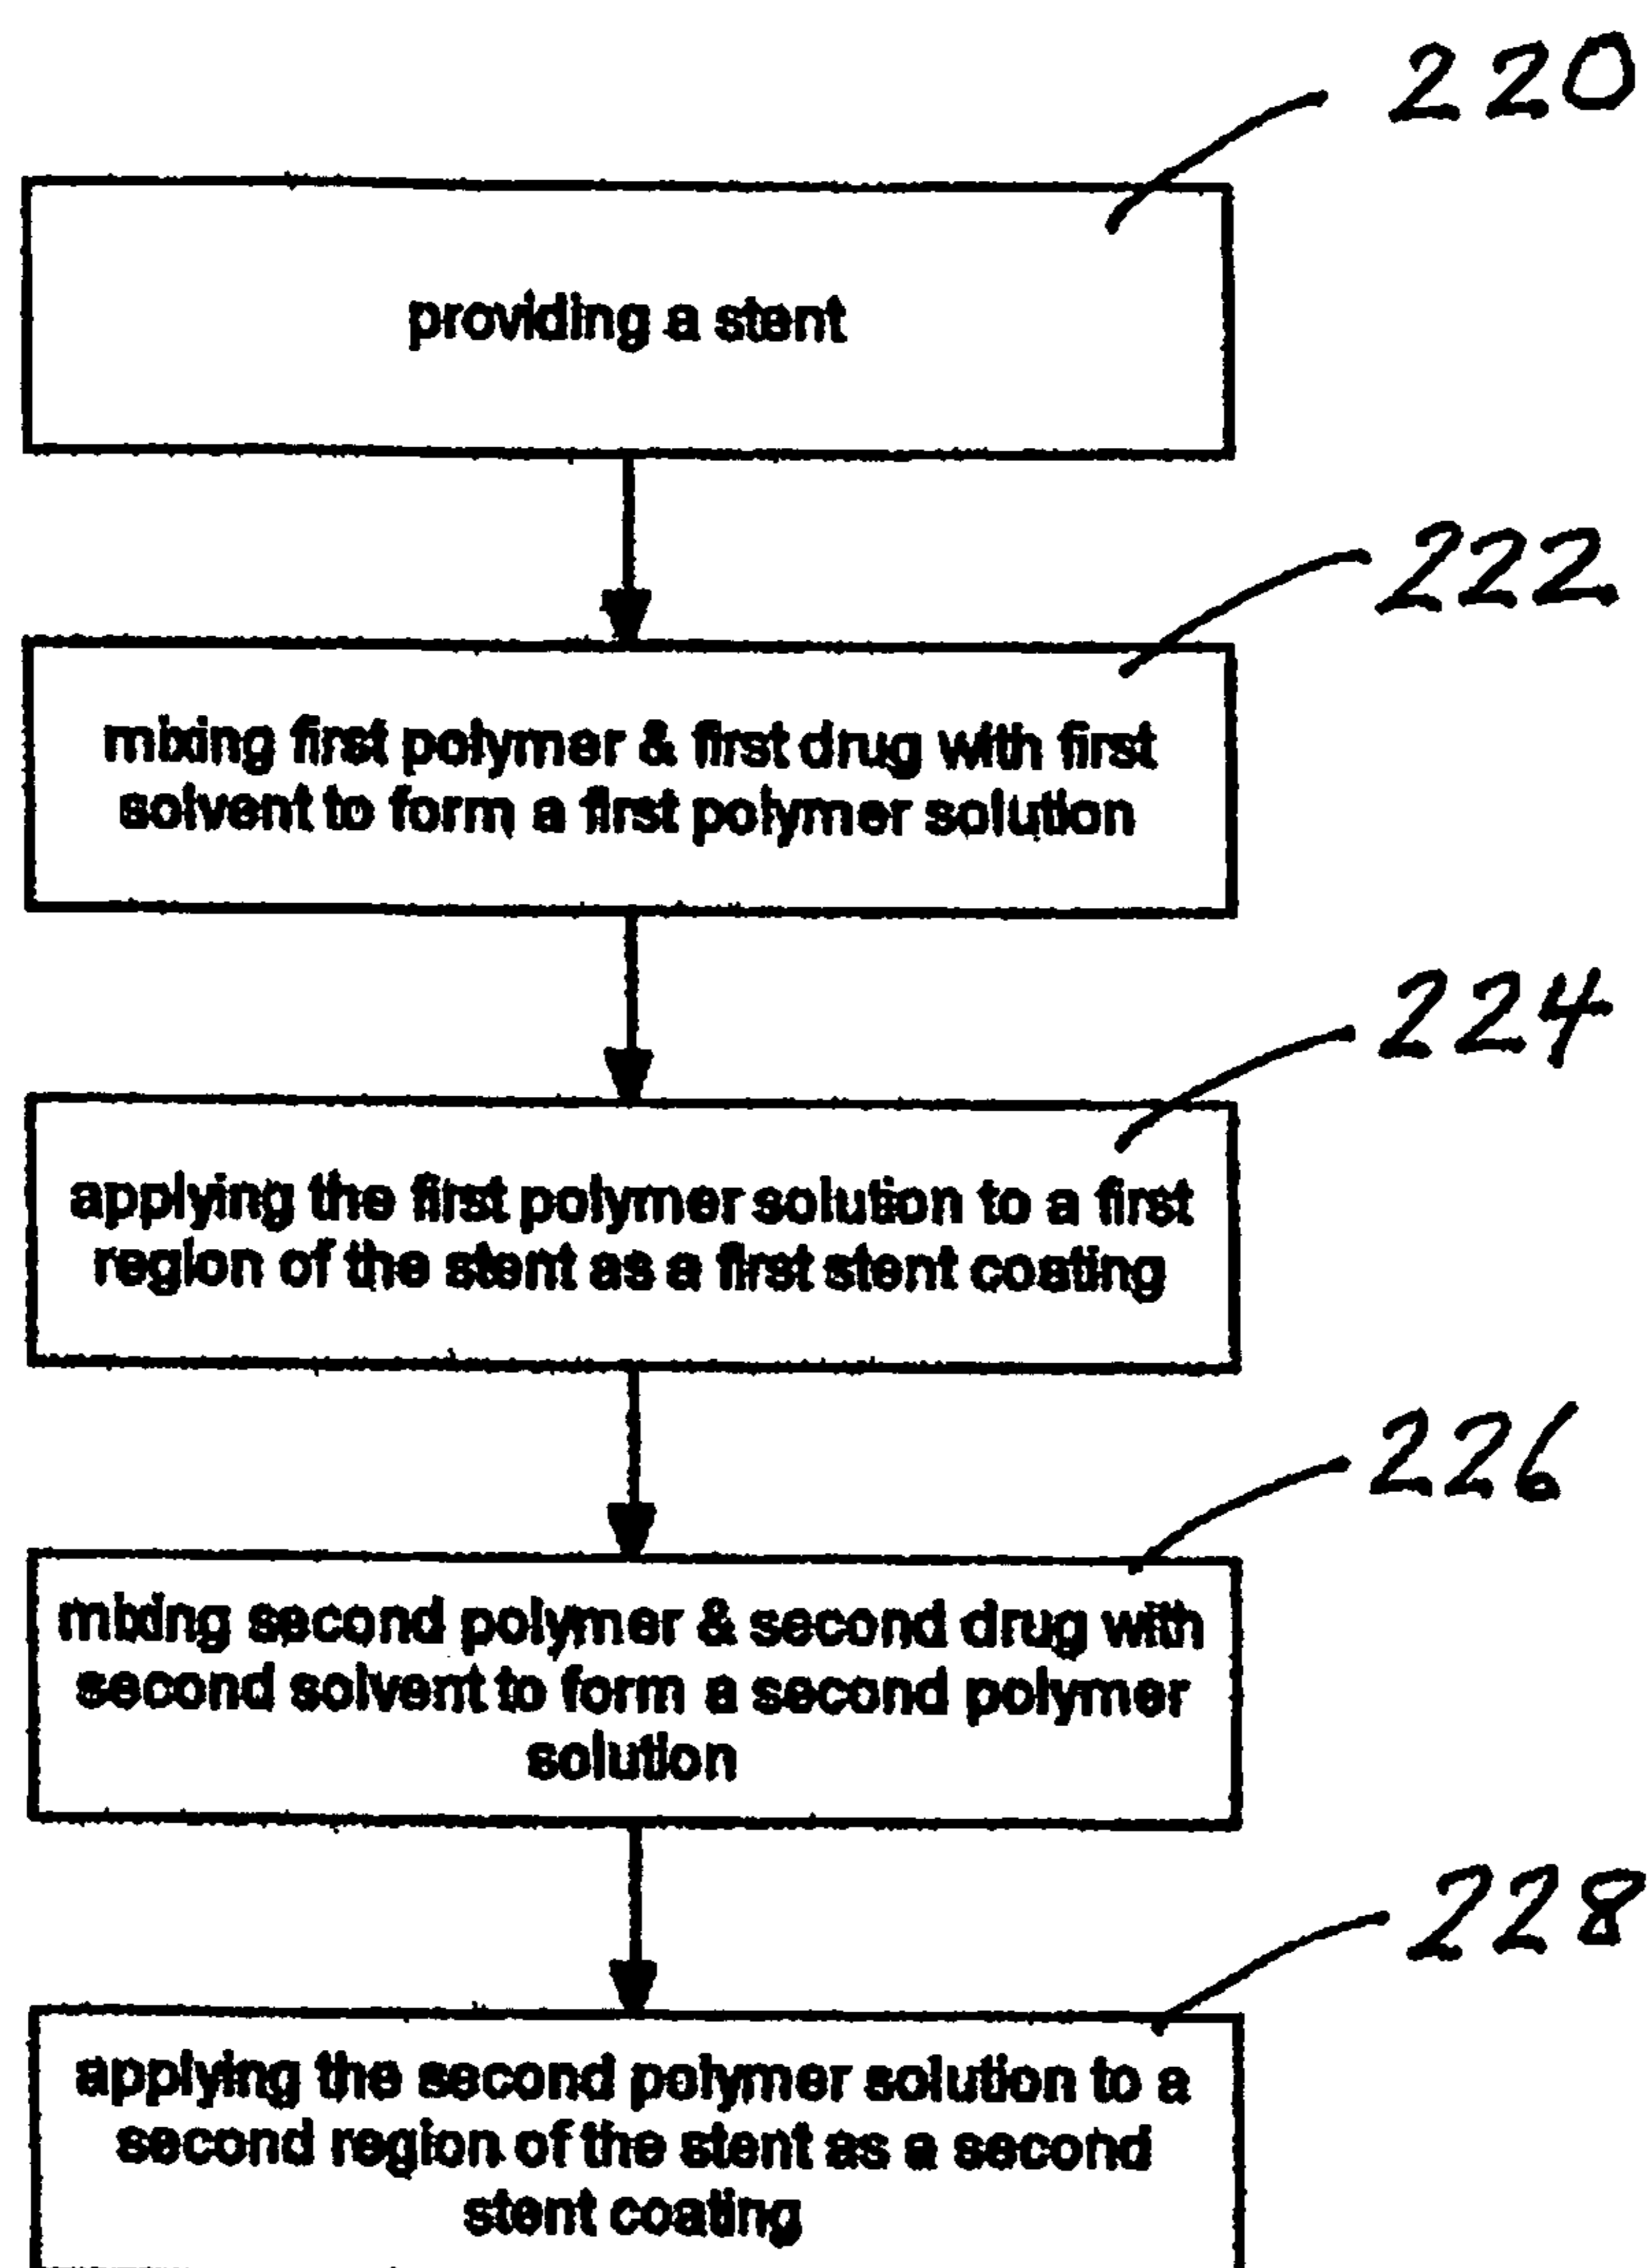 220
providing a stent
222
mixing first polymer & first drug with first
solvent to form a first polymer solution
224
applying the first polymer solution to a first
region of the stent as a first stent coating
226
mixing second polymer & second drug with
second solvent to form a second polymer
solution
228
applying the second polymer solution to a
second region of the stent as a second
stent coating